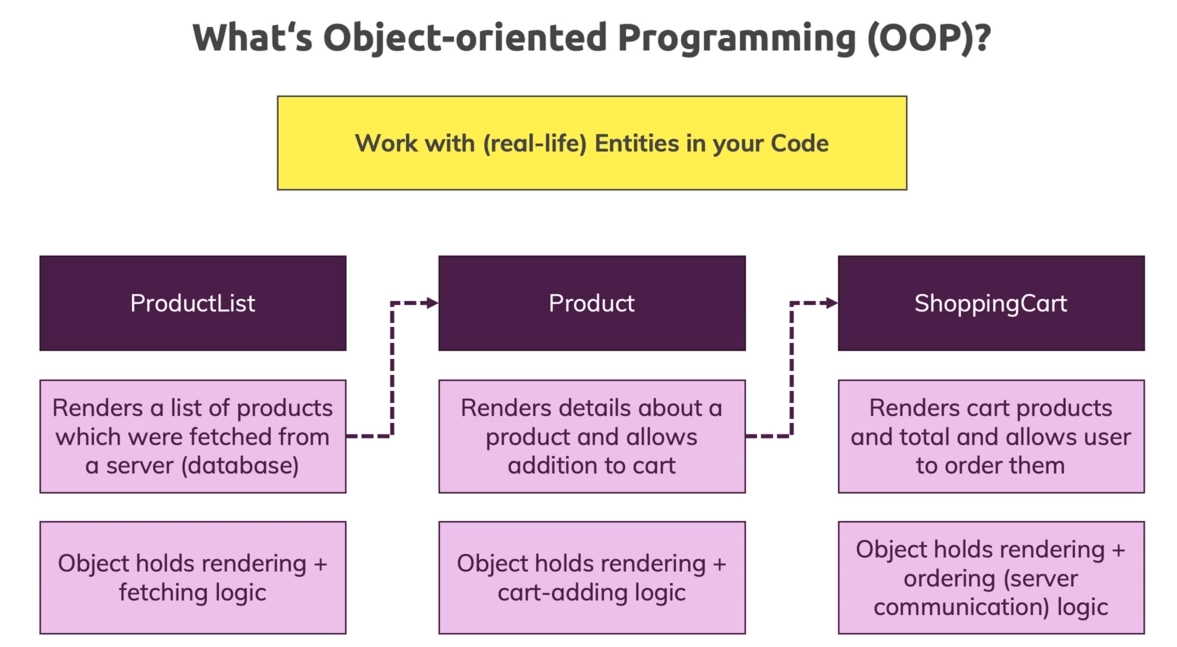 What‘s Object-oriented Programming (OOP)?
Work with (real-life) Entities in your Code
ProductList
Product
ShoppingCart
Renders a list of products
which were fetched from
a server (database)
Renders details about a
product and allows
addition to cart
Renders cart products
and total and allows user
to order them
Object holds rendering +
fetching logic
Object holds rendering +
cart-adding logic
Object holds rendering +
ordering (server
communication) logic